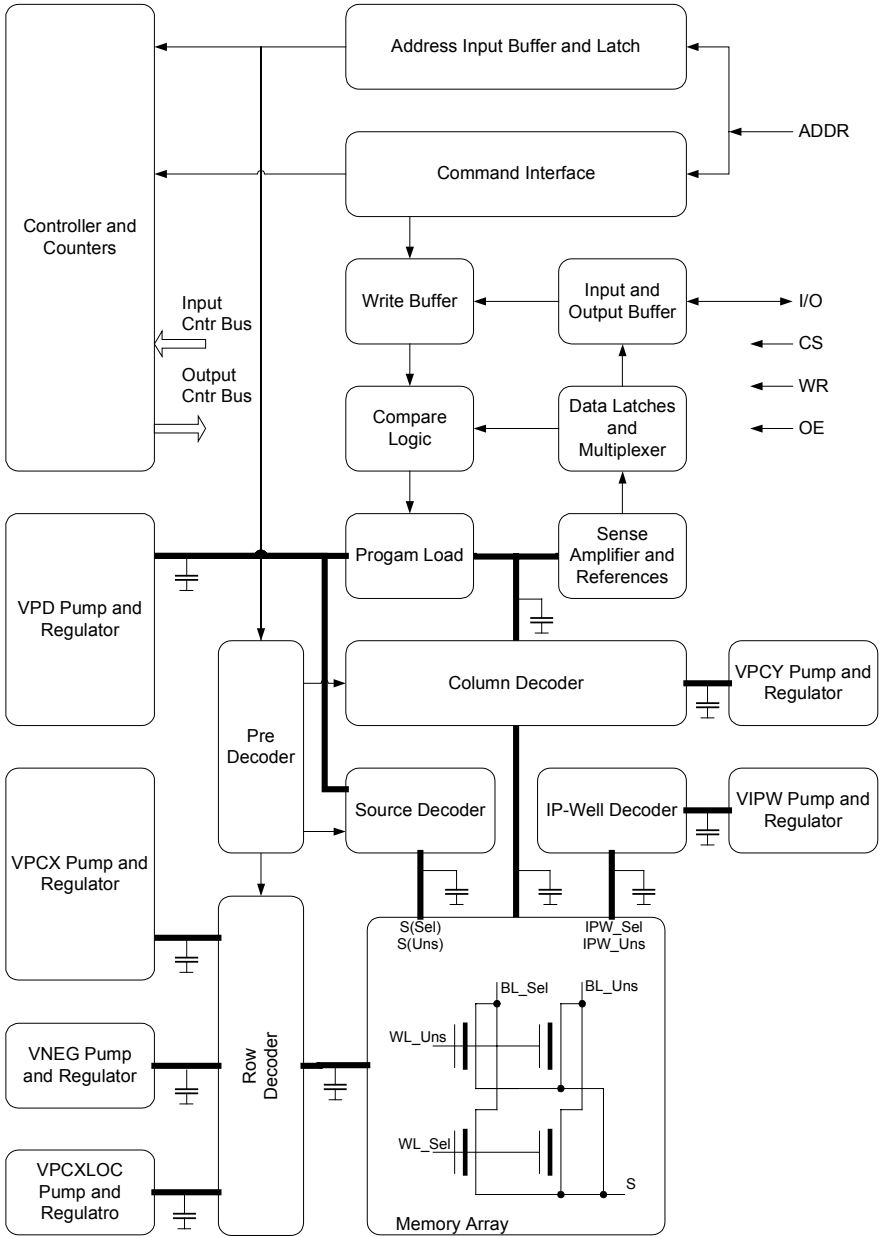 Address Input Buffer and Latch
ADDR
Command Interface
Controller and
Counters
Input
Cntr Bus
Output
Cntr Bus
Write Buffer
Input and
Output Buffer
I/O
CS
WR
OE
Compare
Logic
Data Latches
and
Multiplexer
VPD Pump and
Regulator
Progam Load
Sense
Amplifier and
References
Pre
Decoder
Column Decoder
VPCY Pump and
Regulator
Source Decoder
IP-Well Decoder
VIPW Pump and
Regulator
VPCX Pump and
Regulator
S(Sel)
S(Uns)
IPW_Sel
IPW_Uns
BL_Sel
BL_Uns
WL_Uns
VNEG Pump
and Regulator
Row
Decoder
WL_Sel
S
VPCXLOC
Pump and
Regulatro
Memory Array